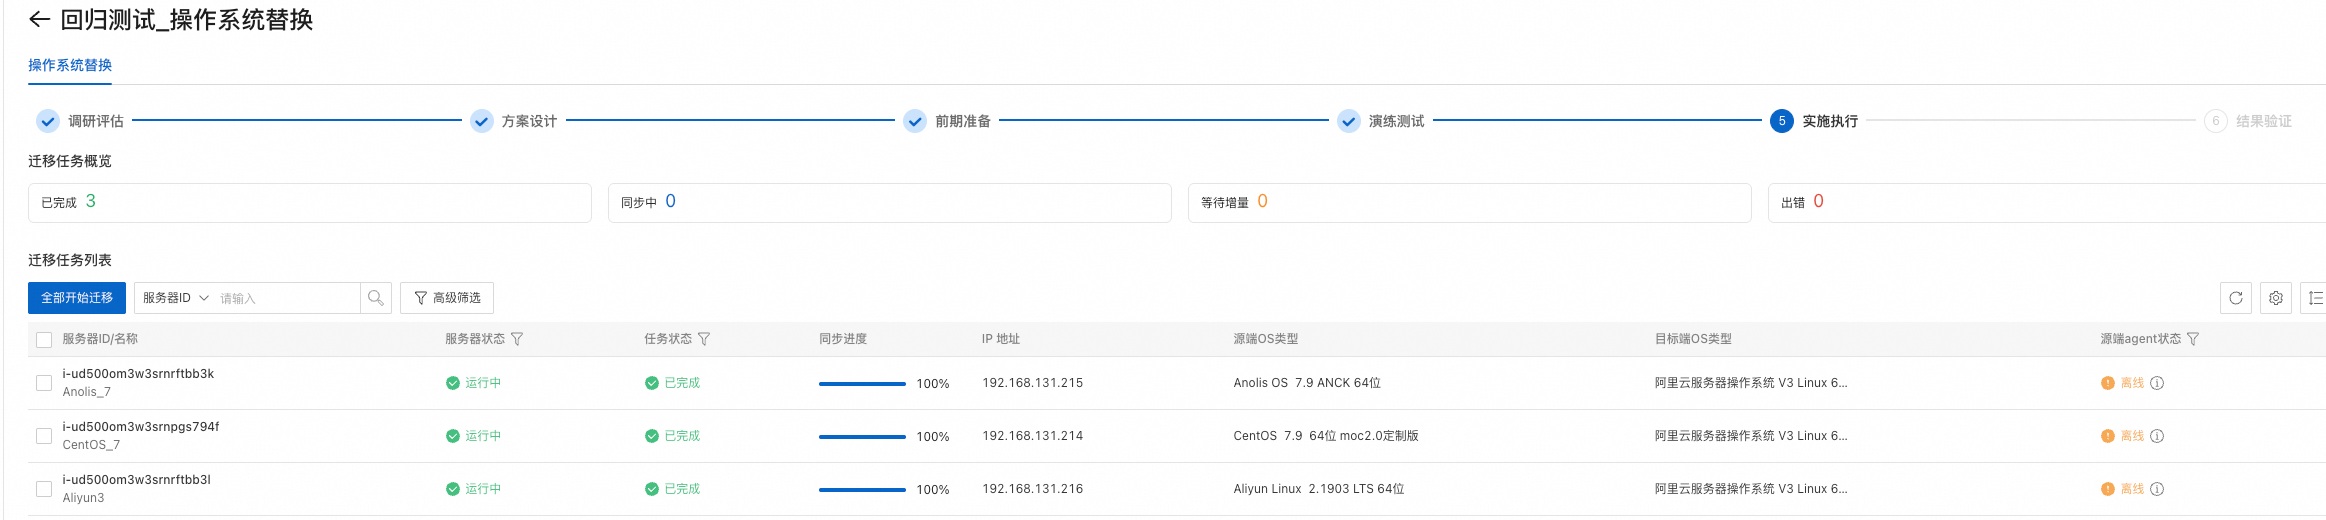 回归测试_操作系统替换
操作系统替换
调研评估 方案设计 前期准备 演练测试 5 实施执行 6 结果验证
迁移任务概览
已完成 3 同步中 0 等待增量 0 出错 0
迁移任务列表
全部开始迁移 服务器ID 请输入 高级筛选
服务器ID/名称 服务器状态 任务状态 同步进度 IP 地址 源端OS类型 目标端OS类型 源端agent状态
i-ud500om3w3srnrftbb3k
Anolis_7
运行中 已完成 100% 192.168.131.215 Anolis OS 7.9 ANCK 64位 阿里云服务器操作系统 V3 Linux 6... 离线
i-ud500om3w3srnpgs794f
CentOS_7
运行中 已完成 100% 192.168.131.214 CentOS 7.9 64位 moc2.0定制版 阿里云服务器操作系统 V3 Linux 6... 离线
i-ud500om3w3srnrftbb3l
Aliyun3
运行中 已完成 100% 192.168.131.216 Aliyun Linux 2.1903 LTS 64位 阿里云服务器操作系统 V3 Linux 6... 离线